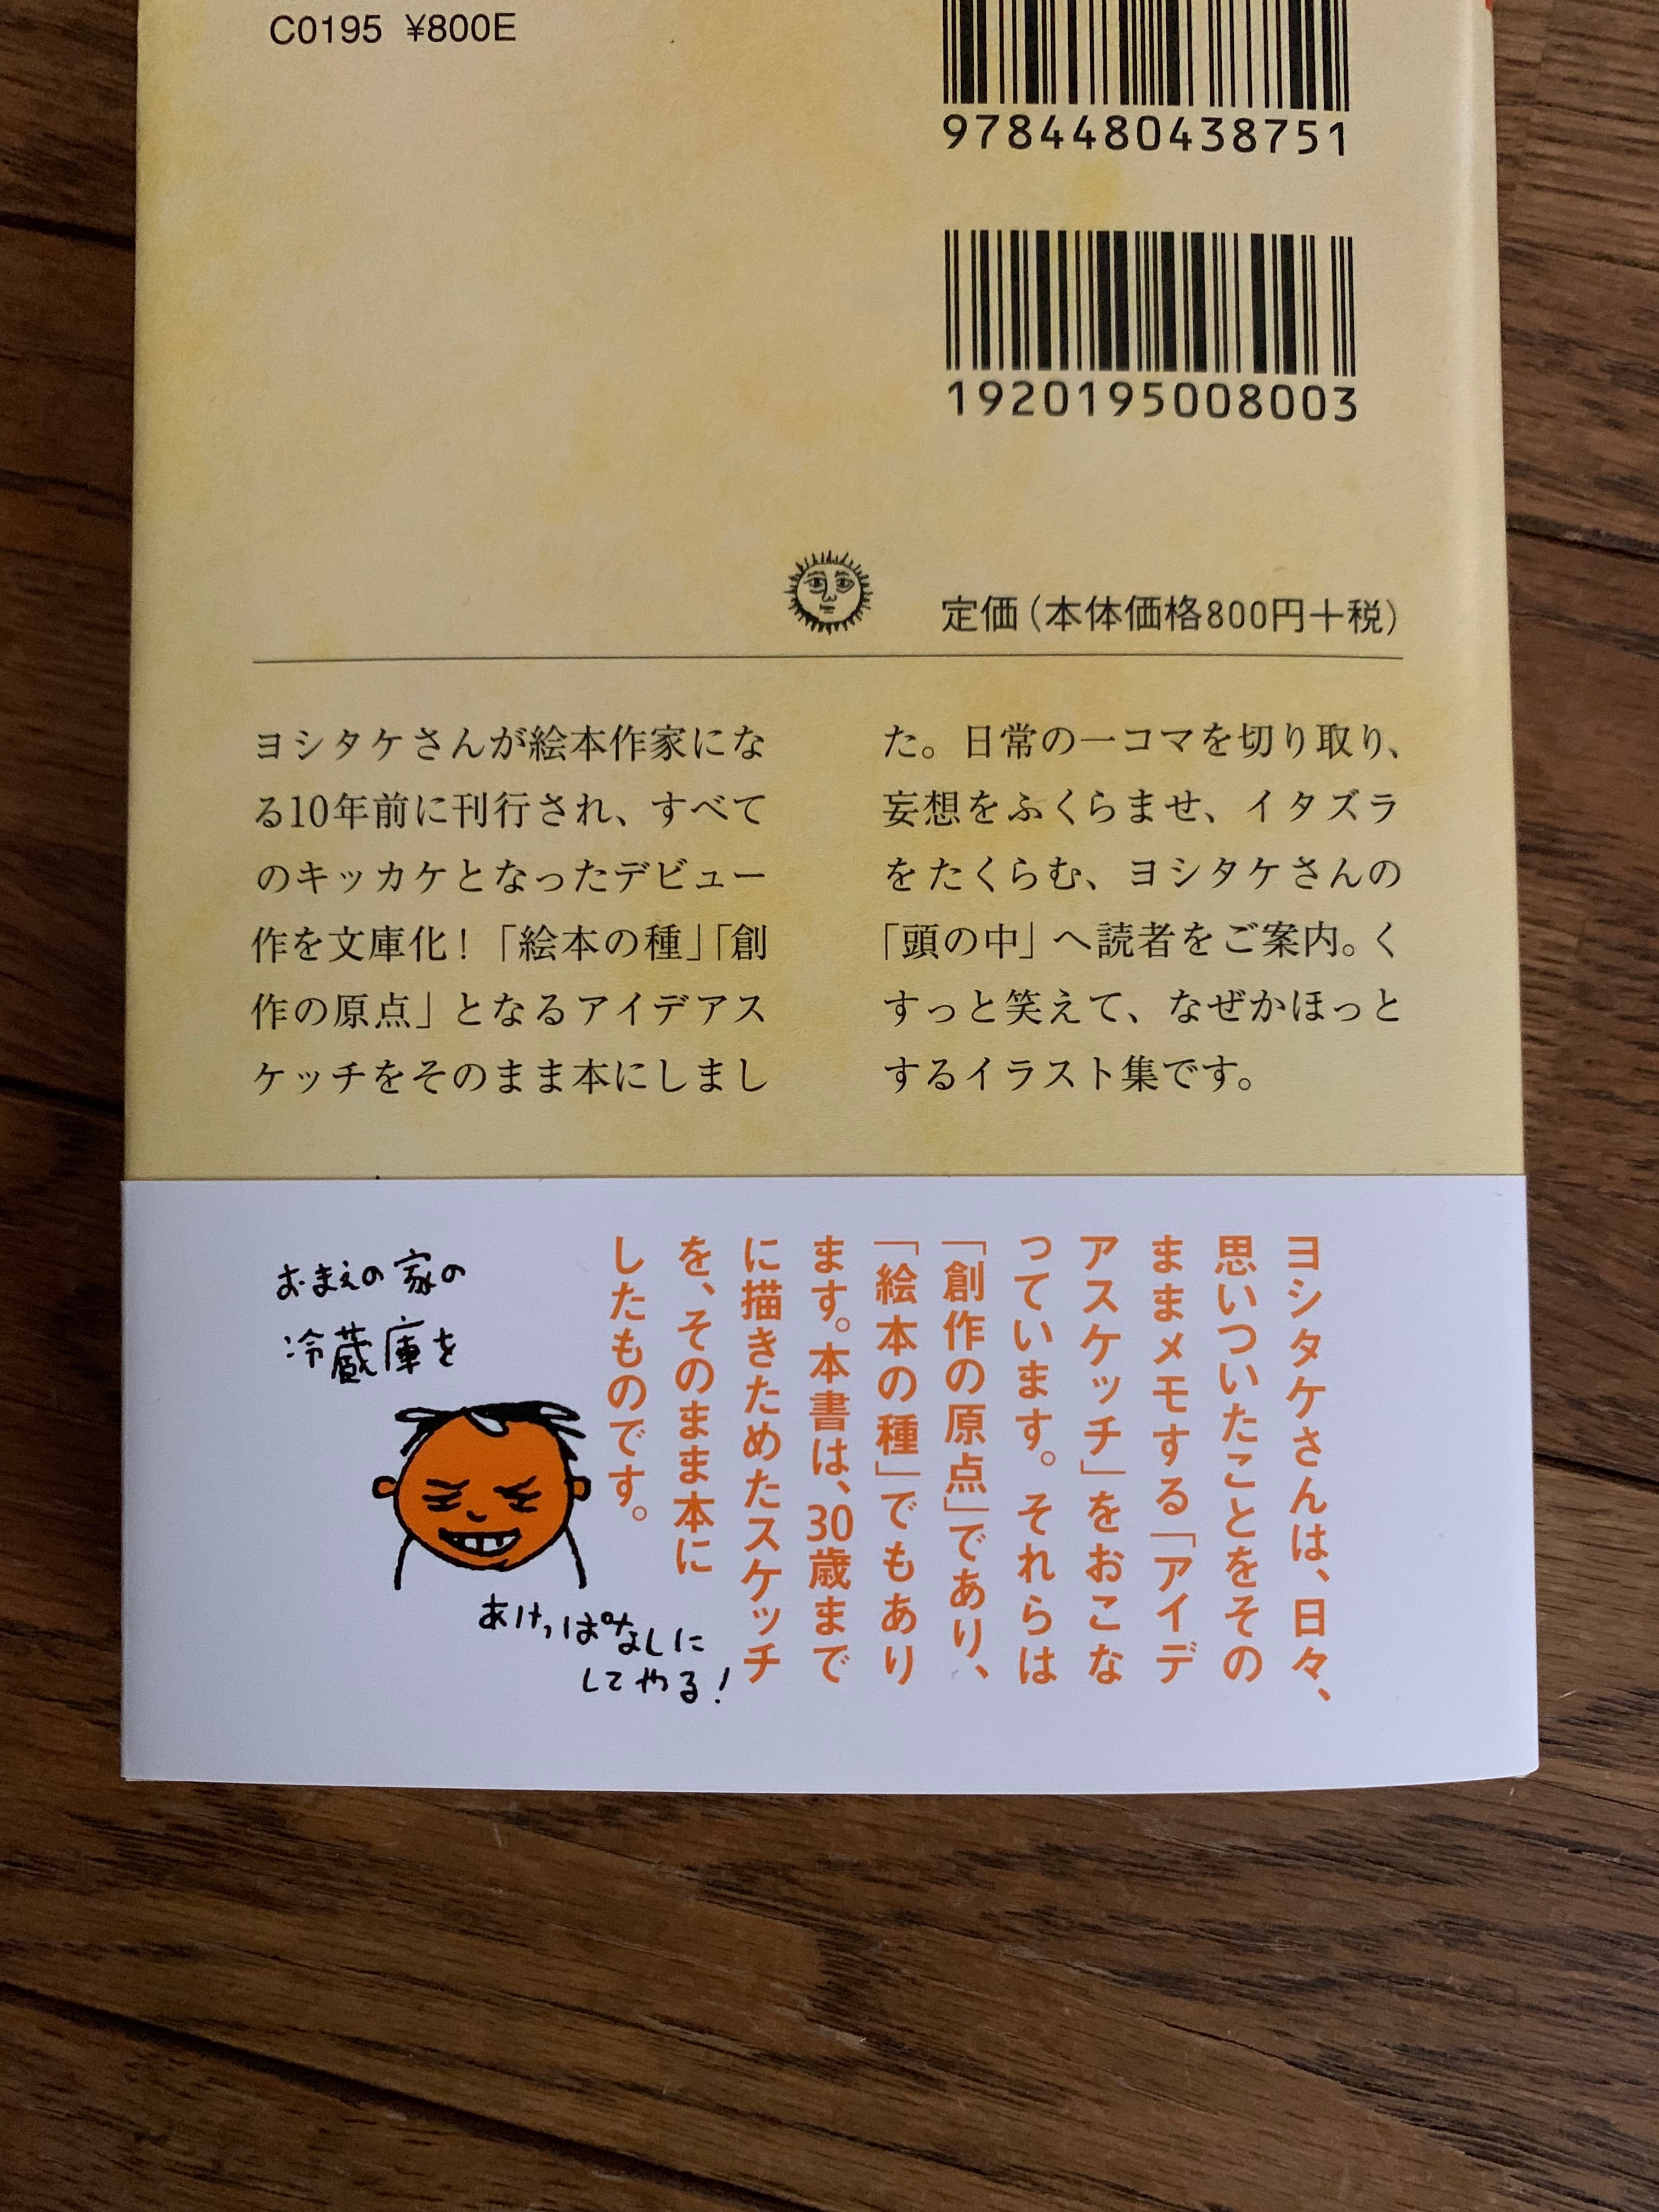 C0195 ¥800E
9784480438751
1920195008003
定価(本体価格800円+税)
ヨシタケさんが絵本作家にな
る10年前に刊行され、すべて
のキッカケとなったデビュー
作を文庫化!「絵本の種」「創
作の原点」となるアイデアス
ケッチをそのまま本にしまし
た。日常の一コマを切り取り、
妄想をふくらませ、イタズラ
をたくらむ、ヨシタケさんの
「頭の中」へ読者をご案内。く
すっと笑えて、なぜかほっと
するイラスト集です。
ヨシタケさんは、日々、
思いついたことをその
ままメモする「アイデ
アスケッチ」をおこな
っています。それらは
「創作の原点」であり、
「絵本の種」でもあり
ます。本書は、30歳まで
に描きためたスケッチ
を、そのまま本に
したものです。
おまえの家の
冷蔵庫を
あけっぱなしに
してやる!